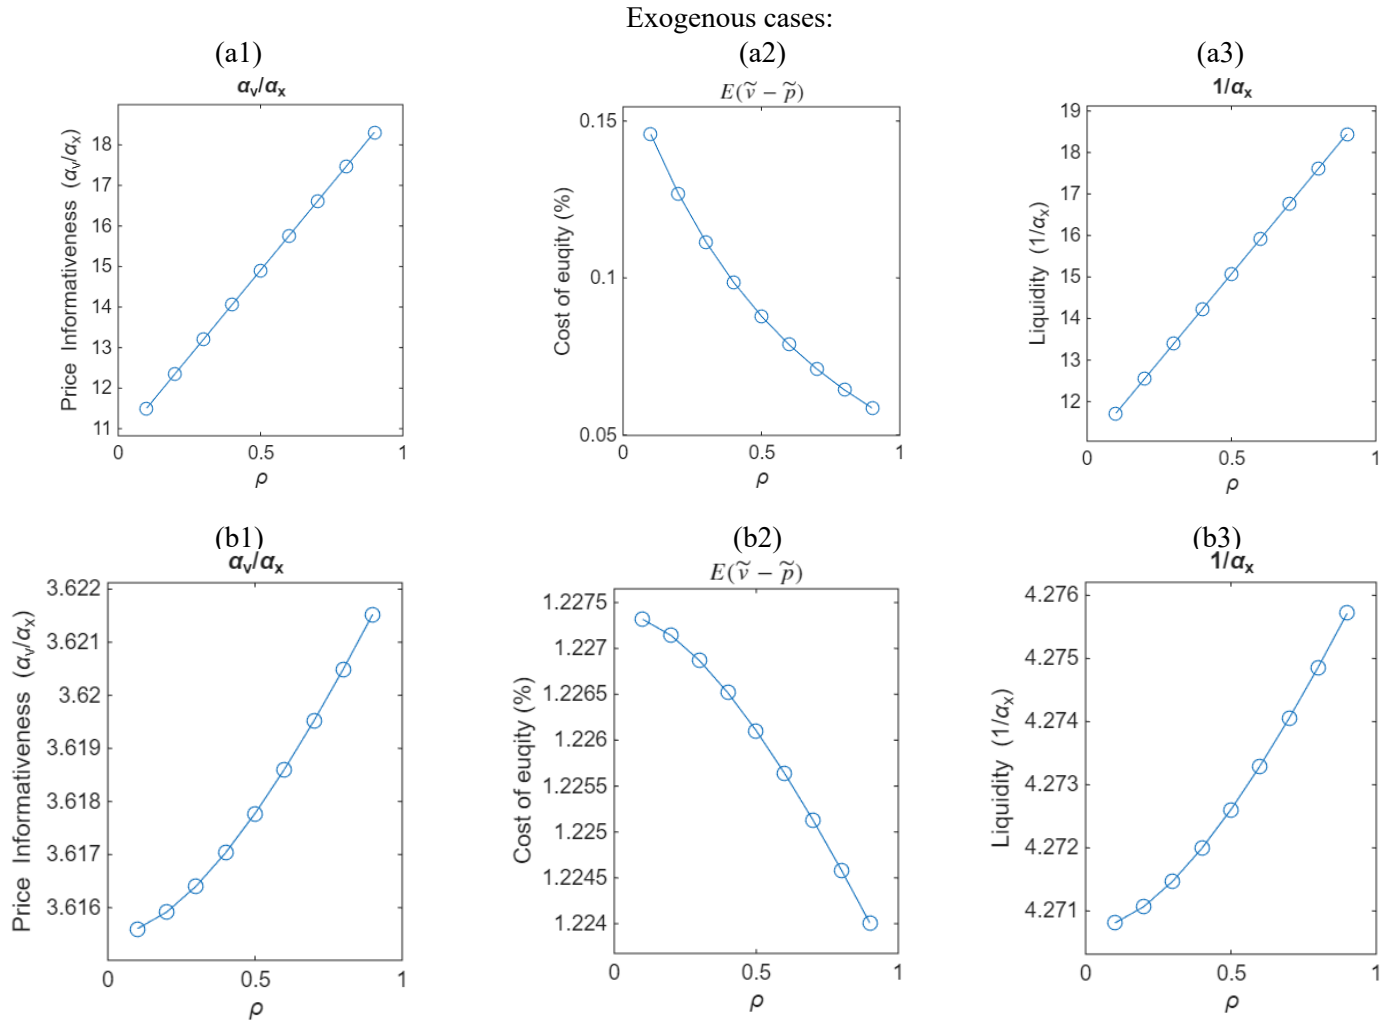 Exogenous cases:
(a1) (a2) (a3)
αv/αx
E(ṽ − p̃)
1/αx
Price Informativeness (αv/αx)
18
17
16
15
14
13
12
11
0 0.5 1
ρ
Cost of euqity (%)
0.15
0.1
0.05
0 0.5 1
ρ
Liquidity (1/αx)
19
18
17
16
15
14
13
12
0 0.5 1
ρ
(b1) (b2) (b3)
αv/αx
E(ṽ − p̃)
1/αx
Price Informativeness (αv/αx)
3.622
3.621
3.62
3.619
3.618
3.617
3.616
0 0.5 1
ρ
Cost of euqity (%)
1.2275
1.227
1.2265
1.226
1.2255
1.225
1.2245
1.224
0 0.5 1
ρ
Liquidity (1/αx)
4.276
4.275
4.274
4.273
4.272
4.271
0 0.5 1
ρ